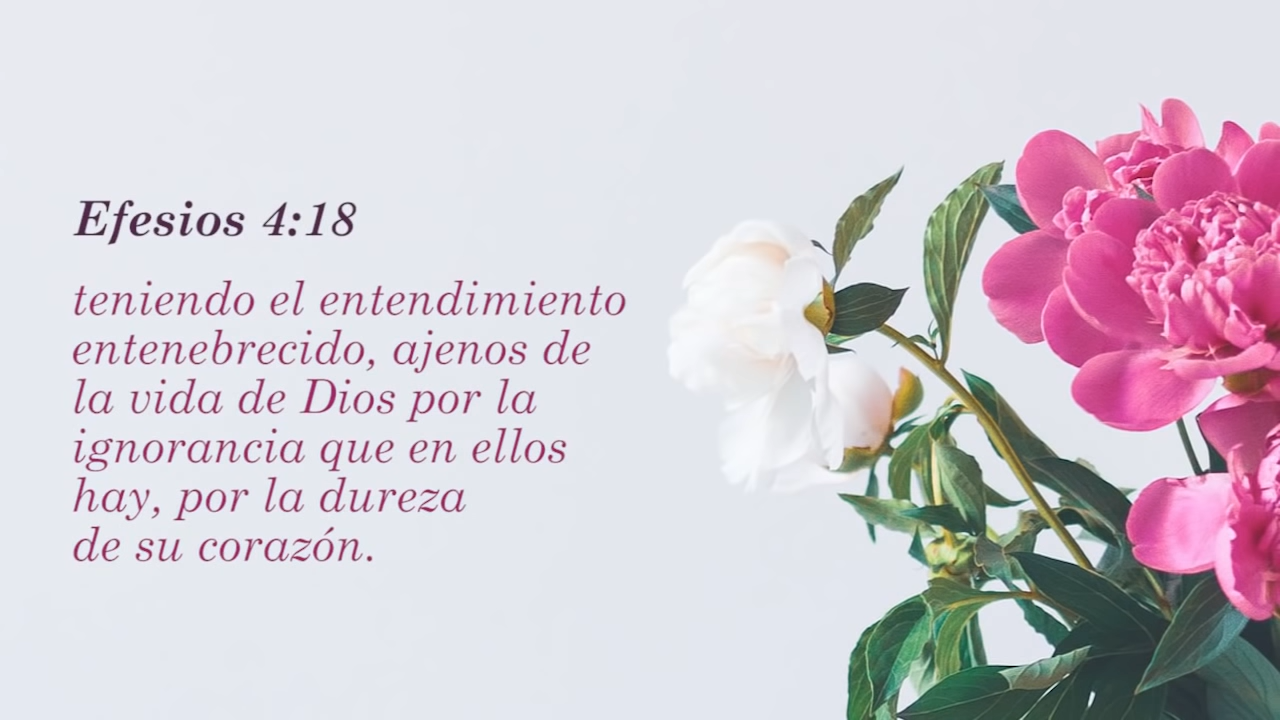 Efesios 4:18
teniendo el entendimiento
entenebrecido, ajenos de
la vida de Dios por la
ignorancia que en ellos
hay, por la dureza
de su corazón.